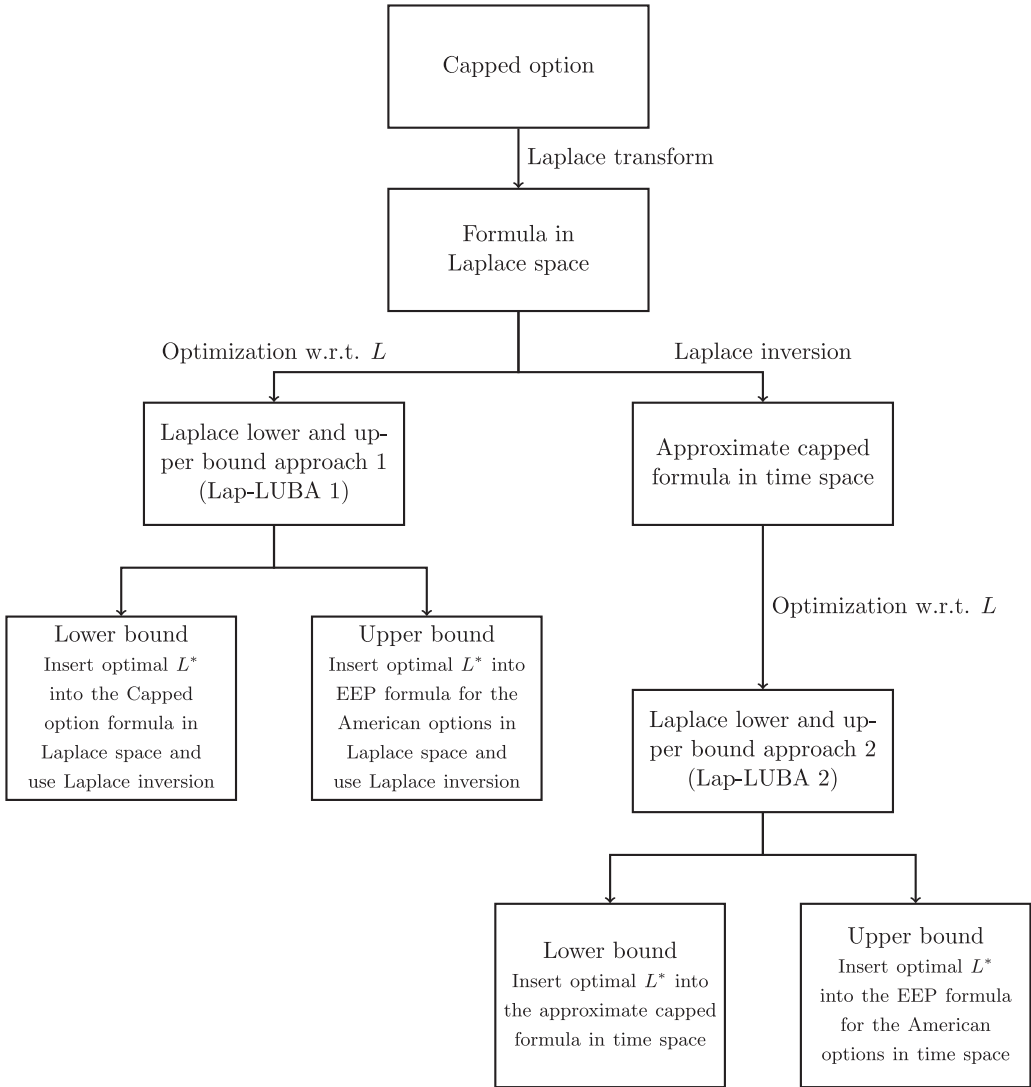 Capped option
Laplace transform
Formula in
Laplace space
Optimization w.r.t. L
Laplace inversion
Laplace lower and up-
per bound approach 1
(Lap-LUBA 1)
Approximate capped
formula in time space
Optimization w.r.t. L
Lower bound
Insert optimal L*
into the Capped
option formula in
Laplace space and
use Laplace inversion
Upper bound
Insert optimal L* into
EEP formula for the
American options in
Laplace space and
use Laplace inversion
Laplace lower and up-
per bound approach 2
(Lap-LUBA 2)
Lower bound
Insert optimal L* into
the approximate capped
formula in time space
Upper bound
Insert optimal L*
into the EEP formula
for the American
options in time space